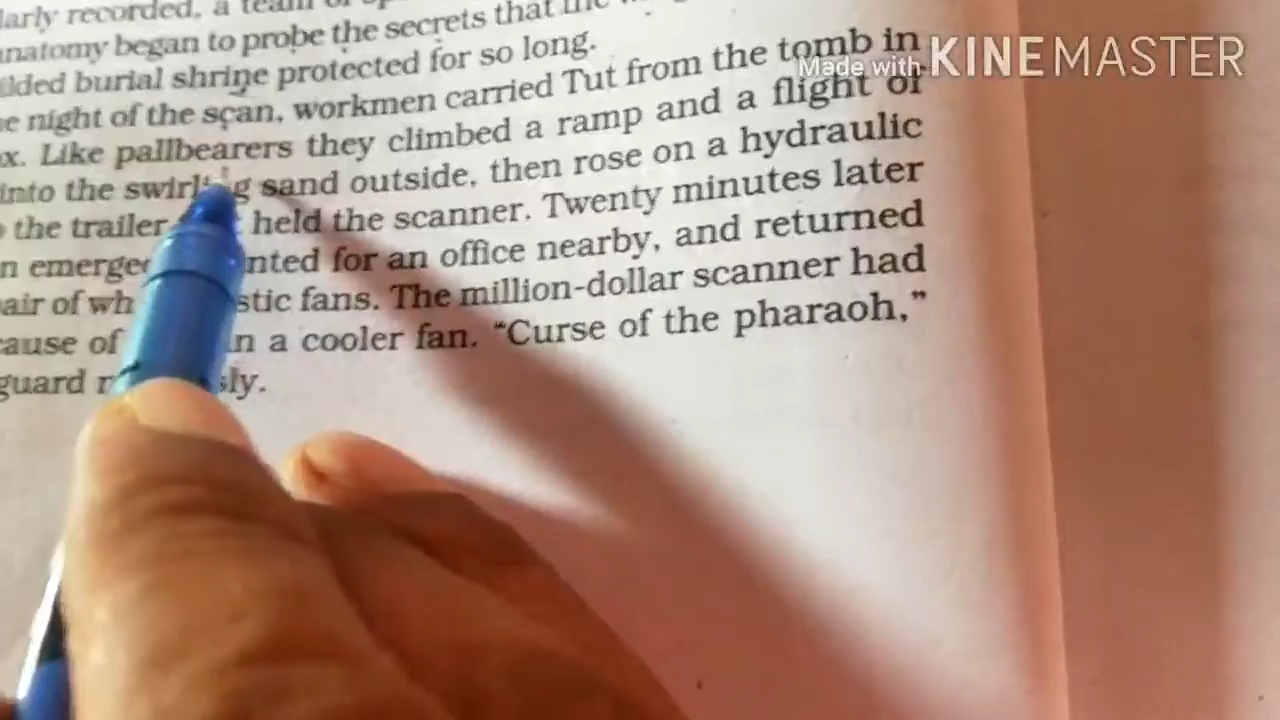 larly recorded, a team of
natomy began to probe the secrets that the
ilded burial shrine protected for so long.
e night of the scan, workmen carried Tut from the tomb in
x. Like pallbearers they climbed a ramp and a flight of
into the swirling sand outside, then rose on a hydraulic
the trailer held the scanner. Twenty minutes later
n emerge nted for an office nearby, and returned
air of wh stic fans. The million-dollar scanner had
cause of n a cooler fan. “Curse of the pharaoh,”
guard sly.
Made with KINEMASTER